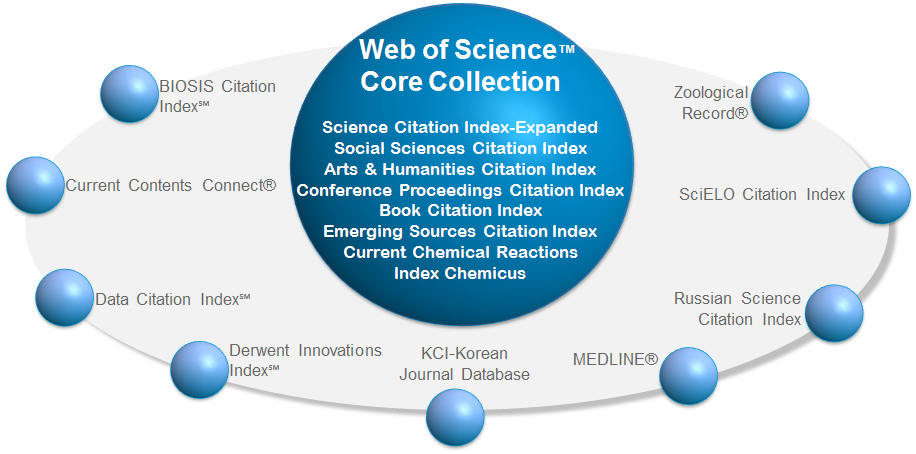 Web of Science™
Core Collection
Science Citation Index-Expanded
Social Sciences Citation Index
Arts & Humanities Citation Index
Conference Proceedings Citation Index
Book Citation Index
Emerging Sources Citation Index
Current Chemical Reactions
Index Chemicus
BIOSIS Citation
Index℠
Current Contents Connect®
Data Citation Index℠
Derwent Innovations
Index℠
KCI-Korean
Journal Database
MEDLINE®
Russian Science
Citation Index
SciELO Citation Index
Zoological
Record®